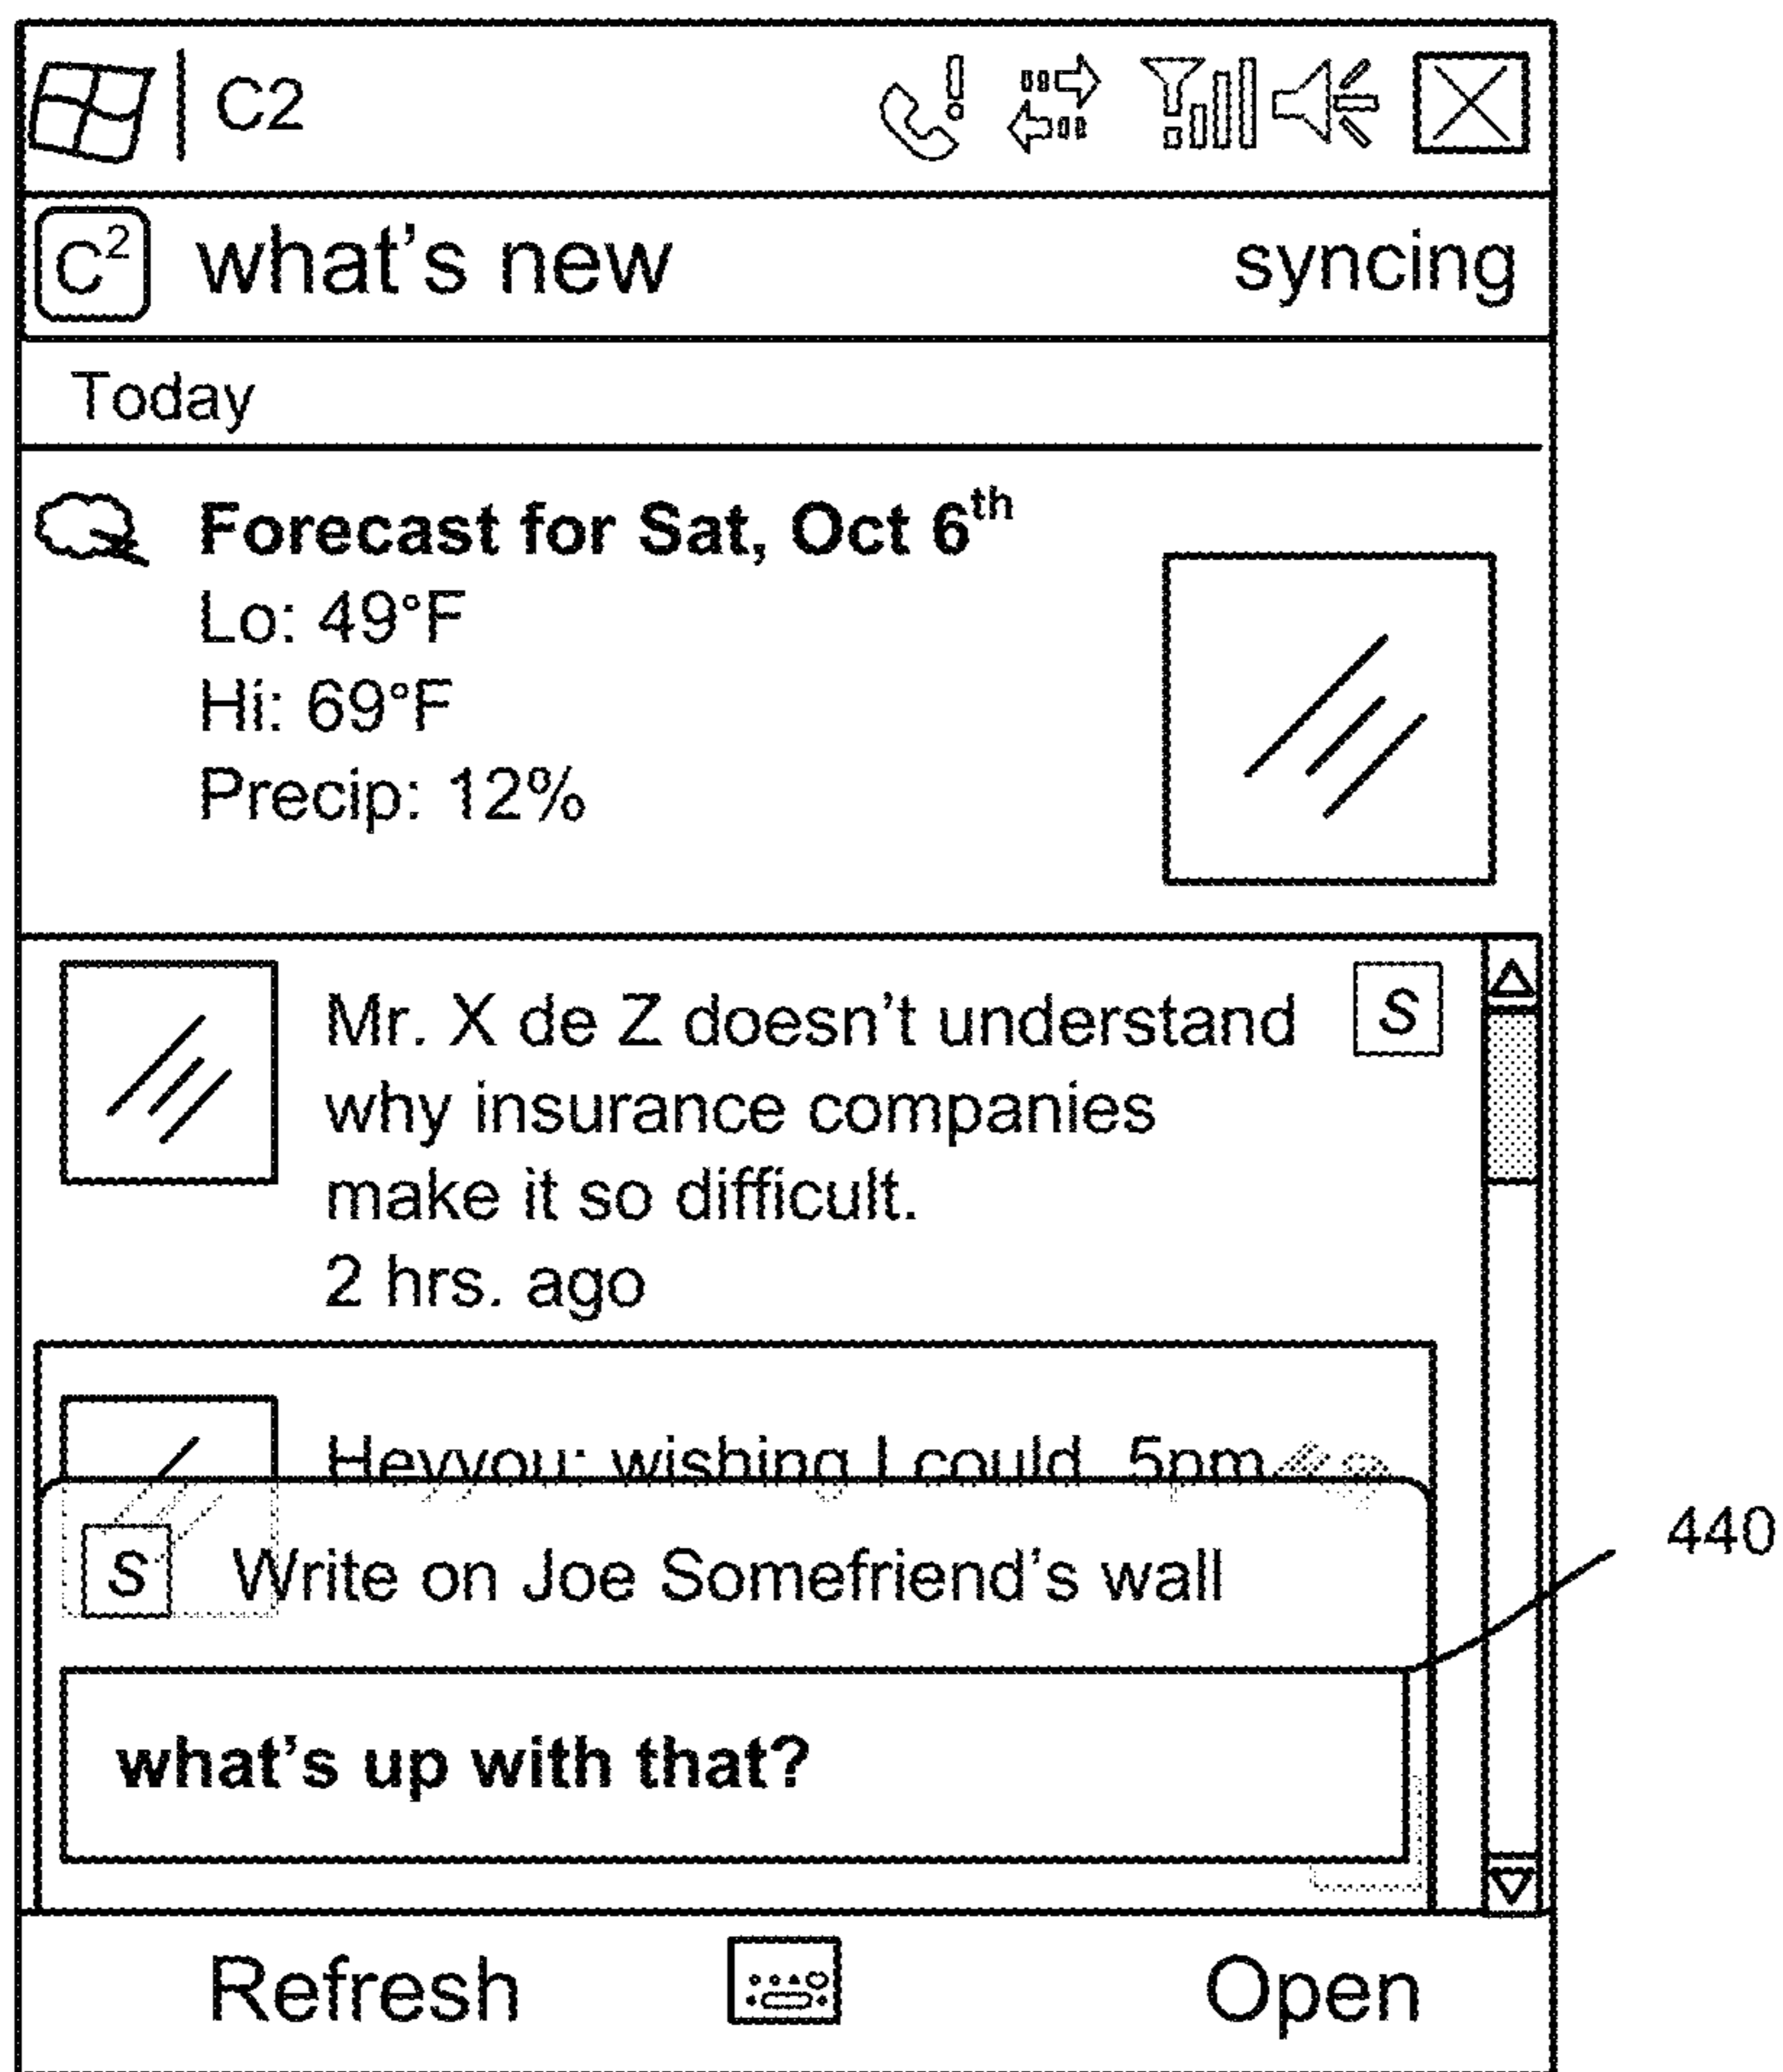 C2
C² what's new syncing
Today
Forecast for Sat, Oct 6th
Lo: 49°F
Hi: 69°F
Precip: 12%
Mr. X de Z doesn't understand S
why insurance companies
make it so difficult.
2 hrs. ago
Heyyou: wishing I could 5pm
S Write on Joe Somefriend's wall
440
what's up with that?
Refresh Open